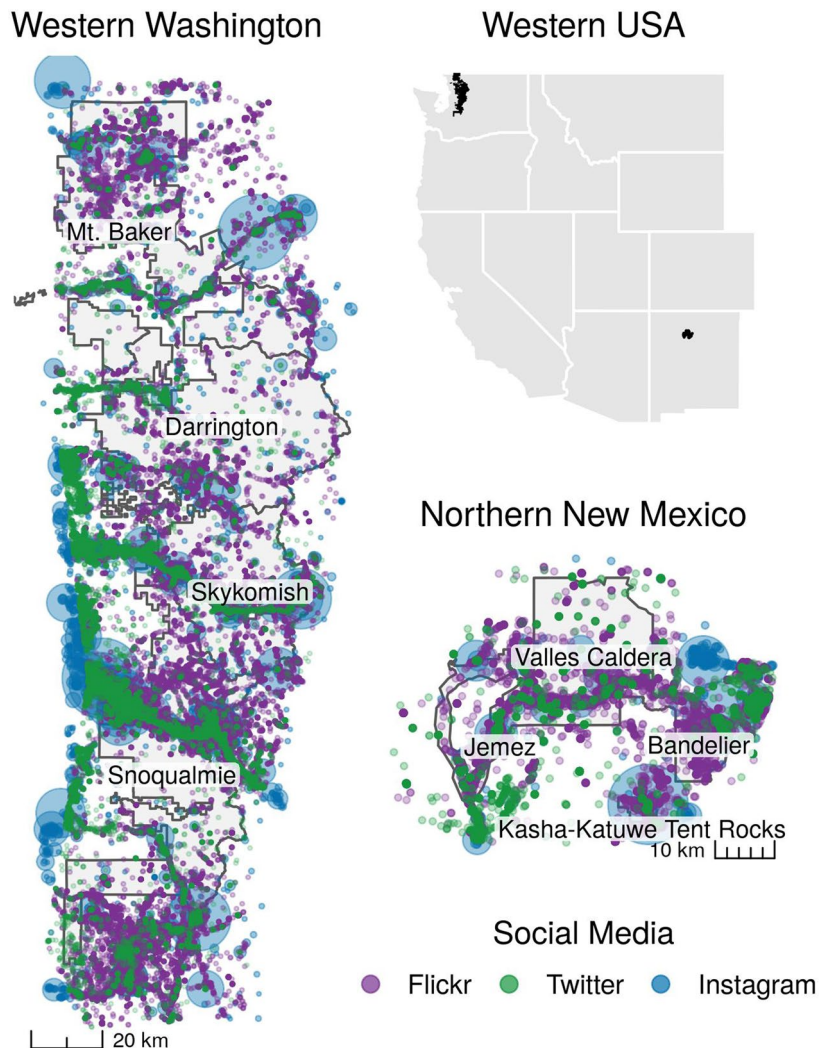 Western Washington
Western USA
Mt. Baker
Darrington
Skykomish
Snoqualmie
20 km
Northern New Mexico
Valles Caldera
Jemez
Bandelier
Kasha-Katuwe Tent Rocks
10 km
Social Media
Flickr
Twitter
Instagram